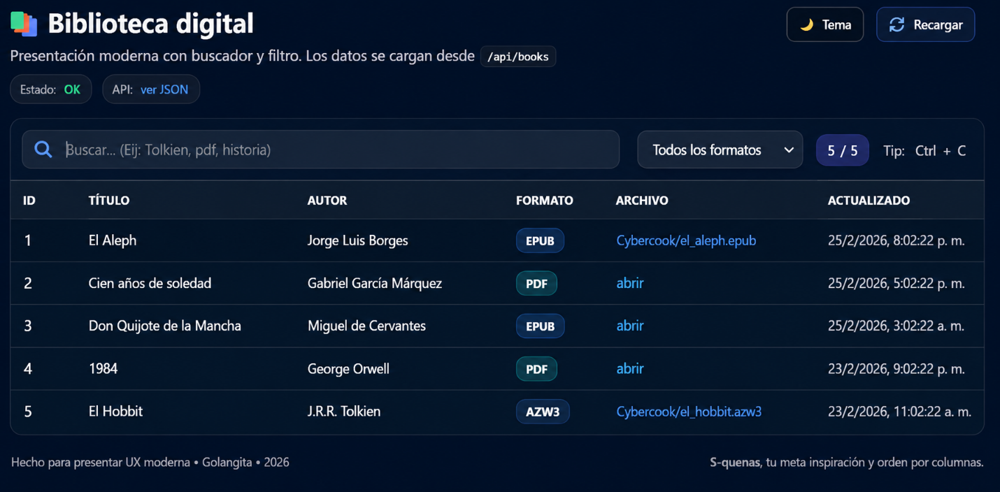 Biblioteca digital
Tema
Recargar
Presentación moderna con buscador y filtro. Los datos se cargan desde /api/books
Estado: OK
API: ver JSON
Buscar... (Eij: Tolkien, pdf, historia)
Todos los formatos
5 / 5
Tip: Ctrl + C
ID TÍTULO AUTOR FORMATO ARCHIVO ACTUALIZADO
1 El Aleph Jorge Luis Borges EPUB Cybercook/el_aleph.epub 25/2/2026, 8:02:22 p. m.
2 Cien años de soledad Gabriel García Márquez PDF abrir 25/2/2026, 5:02:22 p. m.
3 Don Quijote de la Mancha Miguel de Cervantes EPUB abrir 25/2/2026, 3:02:22 a. m.
4 1984 George Orwell PDF abrir 23/2/2026, 9:02:22 p. m.
5 El Hobbit J.R.R. Tolkien AZW3 Cybercook/el_hobbit.azw3 23/2/2026, 11:02:22 a. m.
Hecho para presentar UX moderna • Golangita • 2026
S-quenas, tu meta inspiración y orden por columnas.